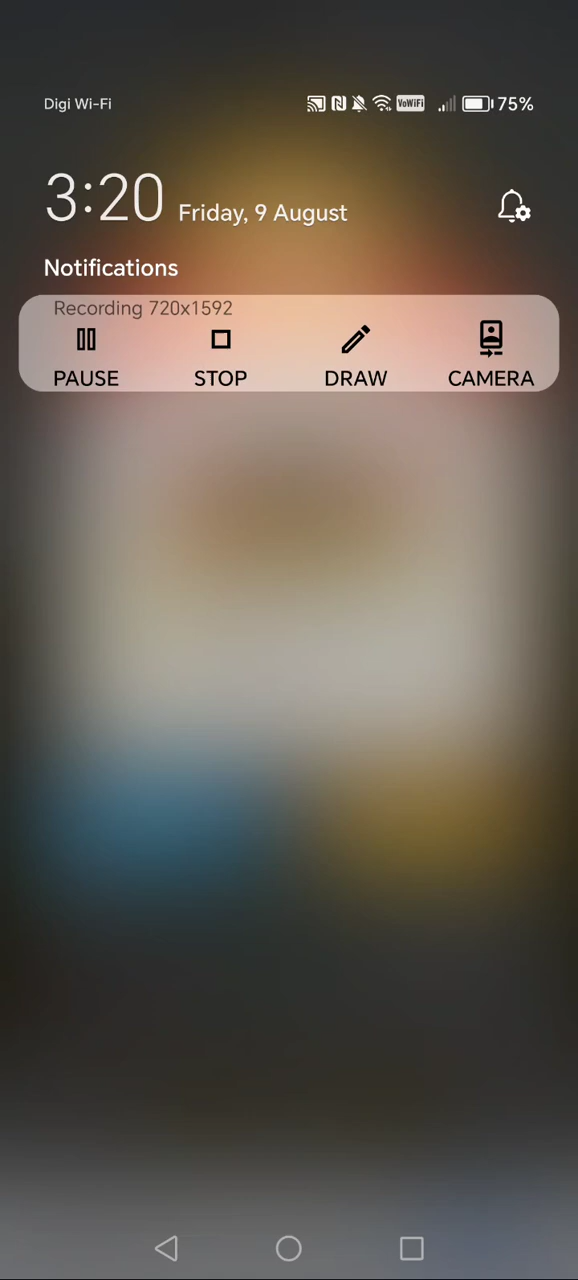 Digi Wi-Fi VoWiFi 75%
3:20 Friday, 9 August
Notifications
Recording 720x1592
PAUSE STOP DRAW CAMERA